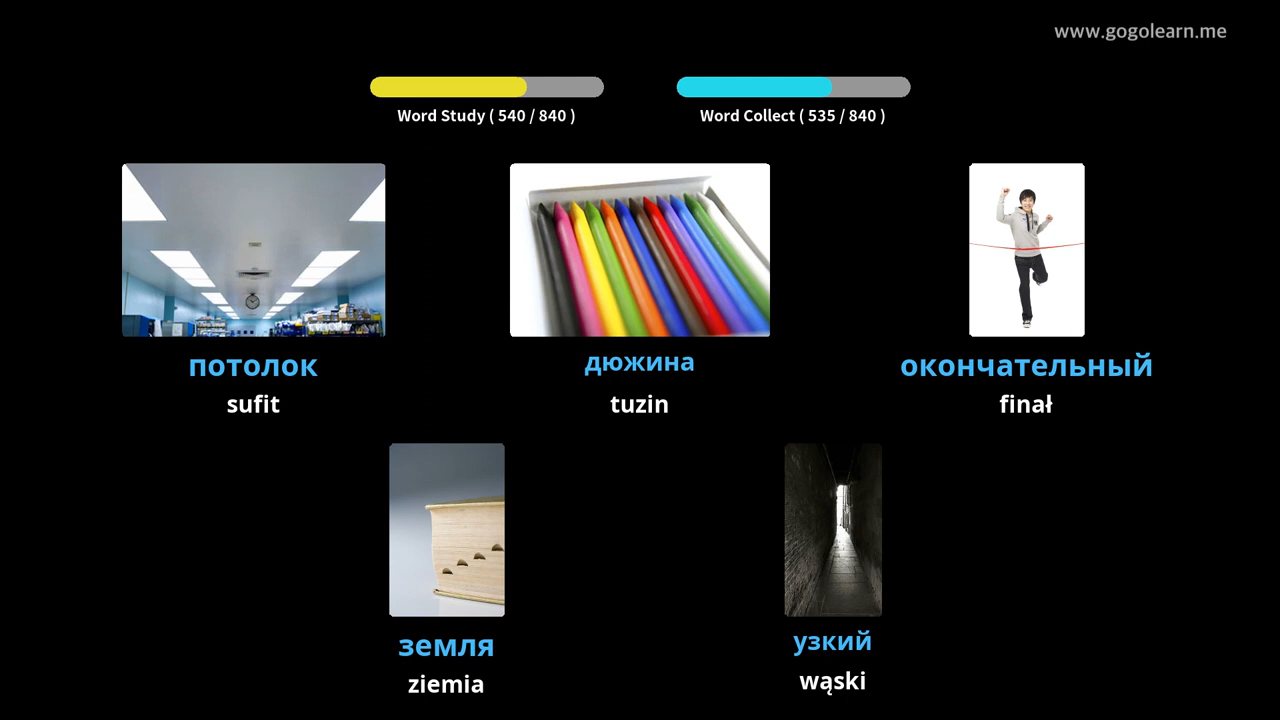 www.gogolearn.me
Word Study ( 540 / 840 )
Word Collect ( 535 / 840 )
потолок
sufit
дюжина
tuzin
окончательный
finał
земля
ziemia
узкий
wąski